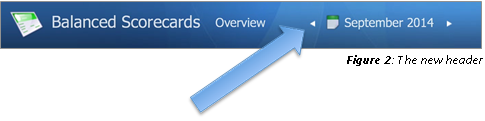 Balanced Scorecards Overview September 2014
Figure 2: The new header